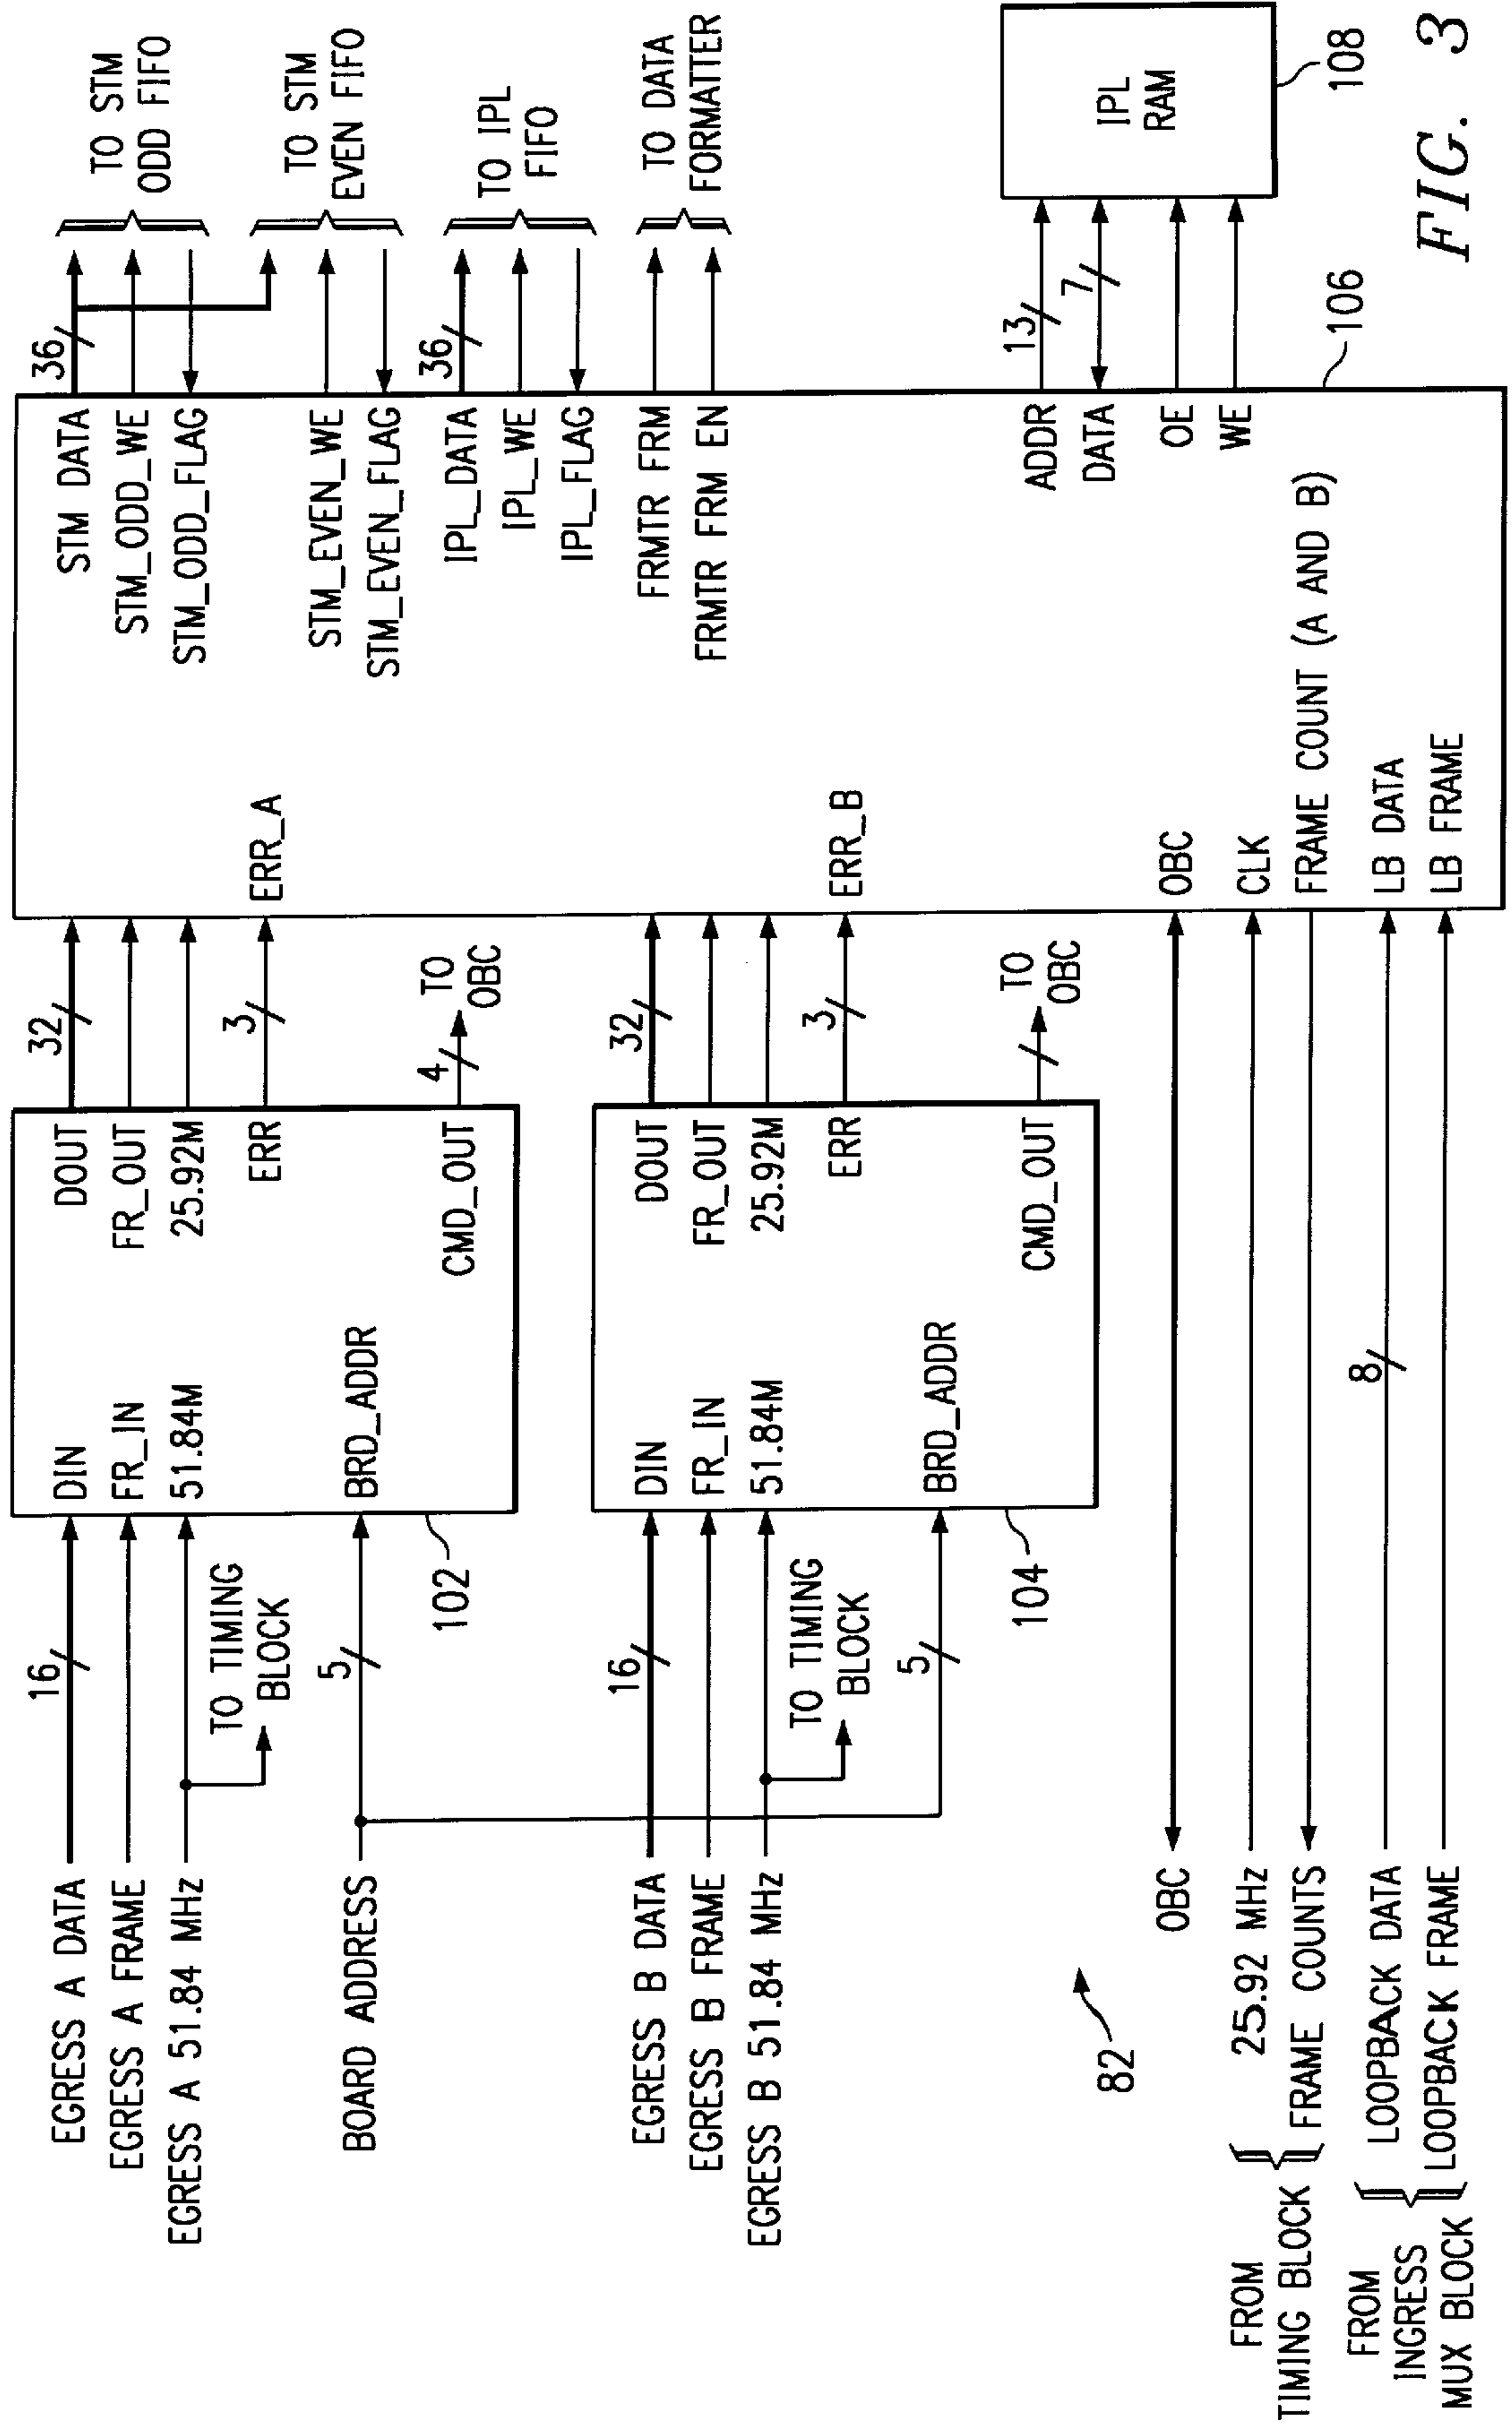 EGRESS A DATA
EGRESS A FRAME
EGRESS A 51.84 MHz
16
TO TIMING
BLOCK
BOARD ADDRESS
5
DIN
FR_IN
51.84M
BRD_ADDR
102
DOUT
FR_OUT
25.92M
ERR
CMD_OUT
32
3
4
TO
OBC
EGRESS B DATA
EGRESS B FRAME
EGRESS B 51.84 MHz
16
TO TIMING
BLOCK
5
DIN
FR_IN
51.84M
BRD_ADDR
104
DOUT
FR_OUT
25.92M
ERR
CMD_OUT
32
3
TO
OBC
82
OBC
FROM
TIMING BLOCK
25.92 MHz
FRAME COUNTS
FROM
INGRESS
MUX BLOCK
LOOPBACK DATA
LOOPBACK FRAME
8
ERR_A
ERR_B
OBC
CLK
FRAME COUNT (A AND B)
LB DATA
LB FRAME
STM DATA
STM_ODD_WE
STM_ODD_FLAG
STM_EVEN_WE
STM_EVEN_FLAG
IPL_DATA
IPL_WE
IPL_FLAG
FRMTR FRM
FRMTR FRM EN
ADDR
DATA
OE
WE
106
36
TO STM
ODD FIFO
TO STM
EVEN FIFO
36
TO IPL
FIFO
TO DATA
FORMATTER
13
7
IPL
RAM
108
FIG. 3